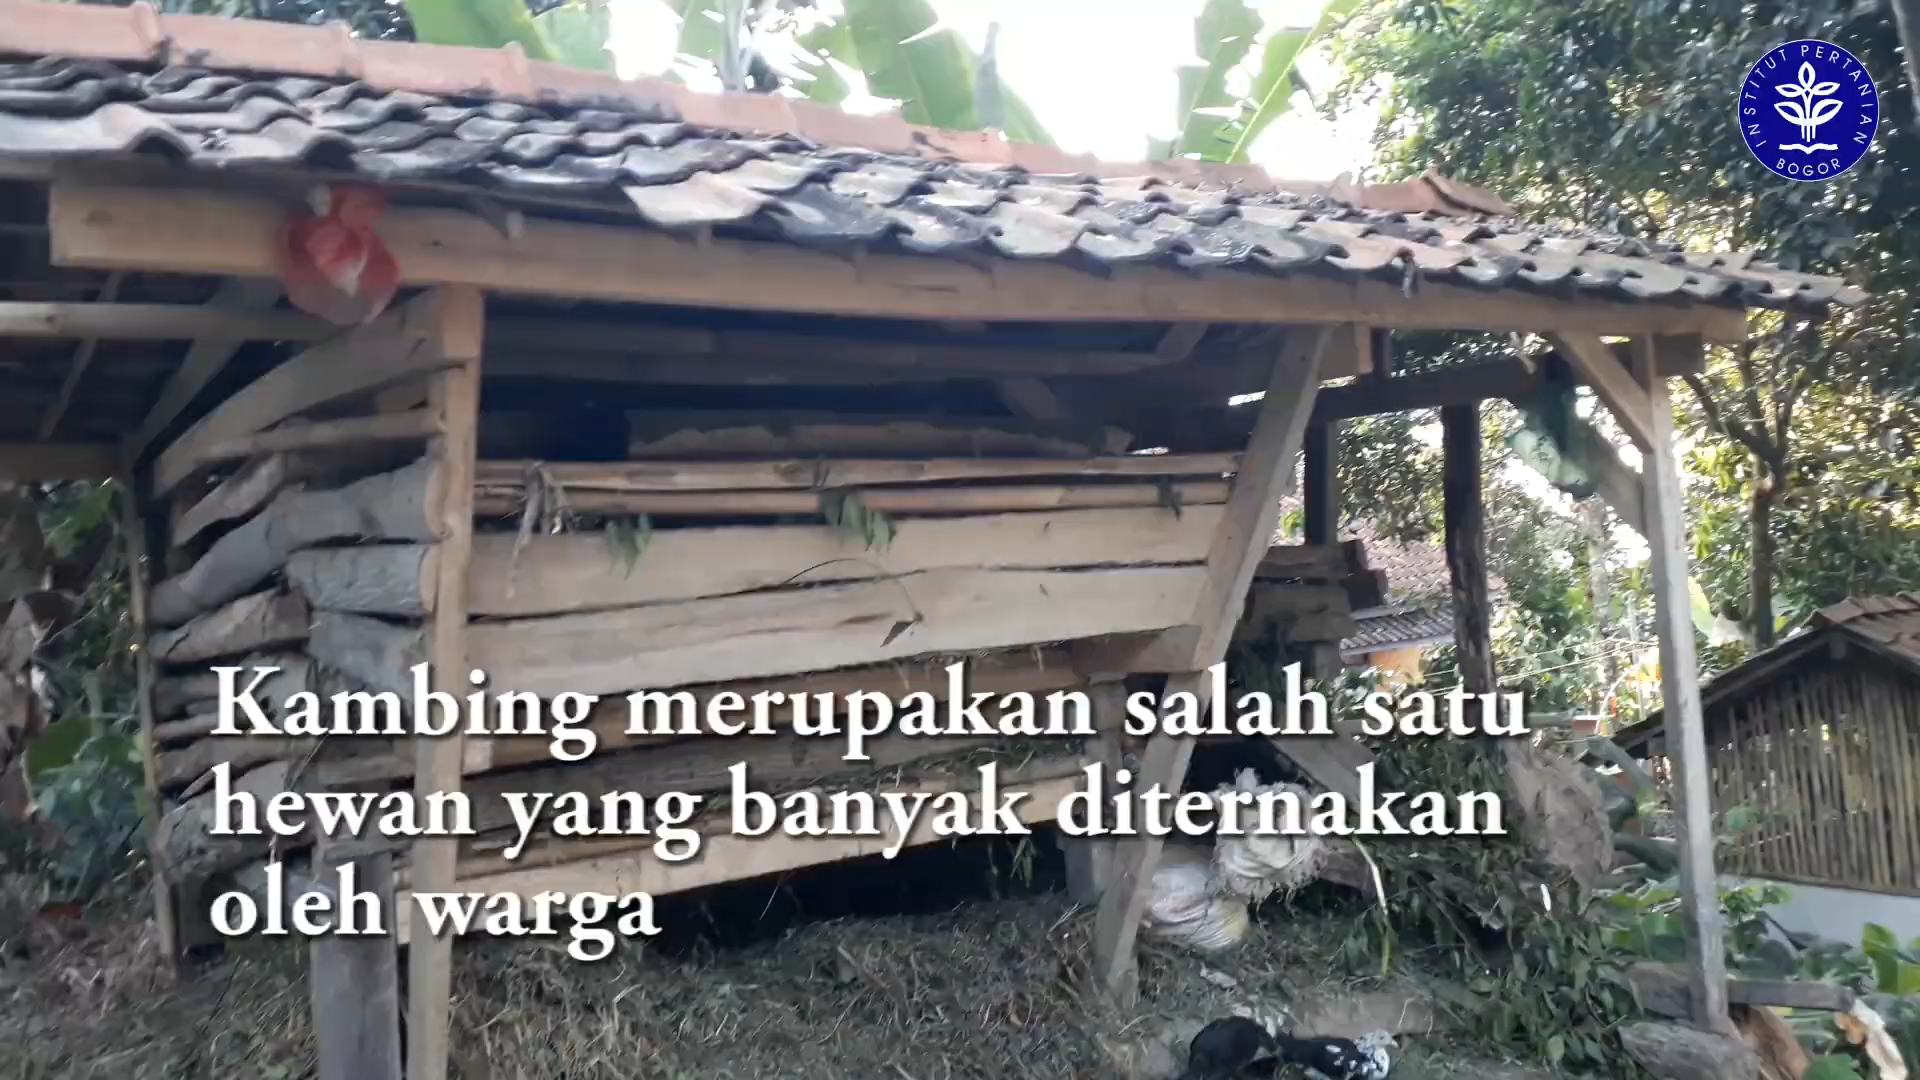 INSTITUT PERTANIAN
BOGOR
Kambing merupakan salah satu
hewan yang banyak diternakan
oleh warga